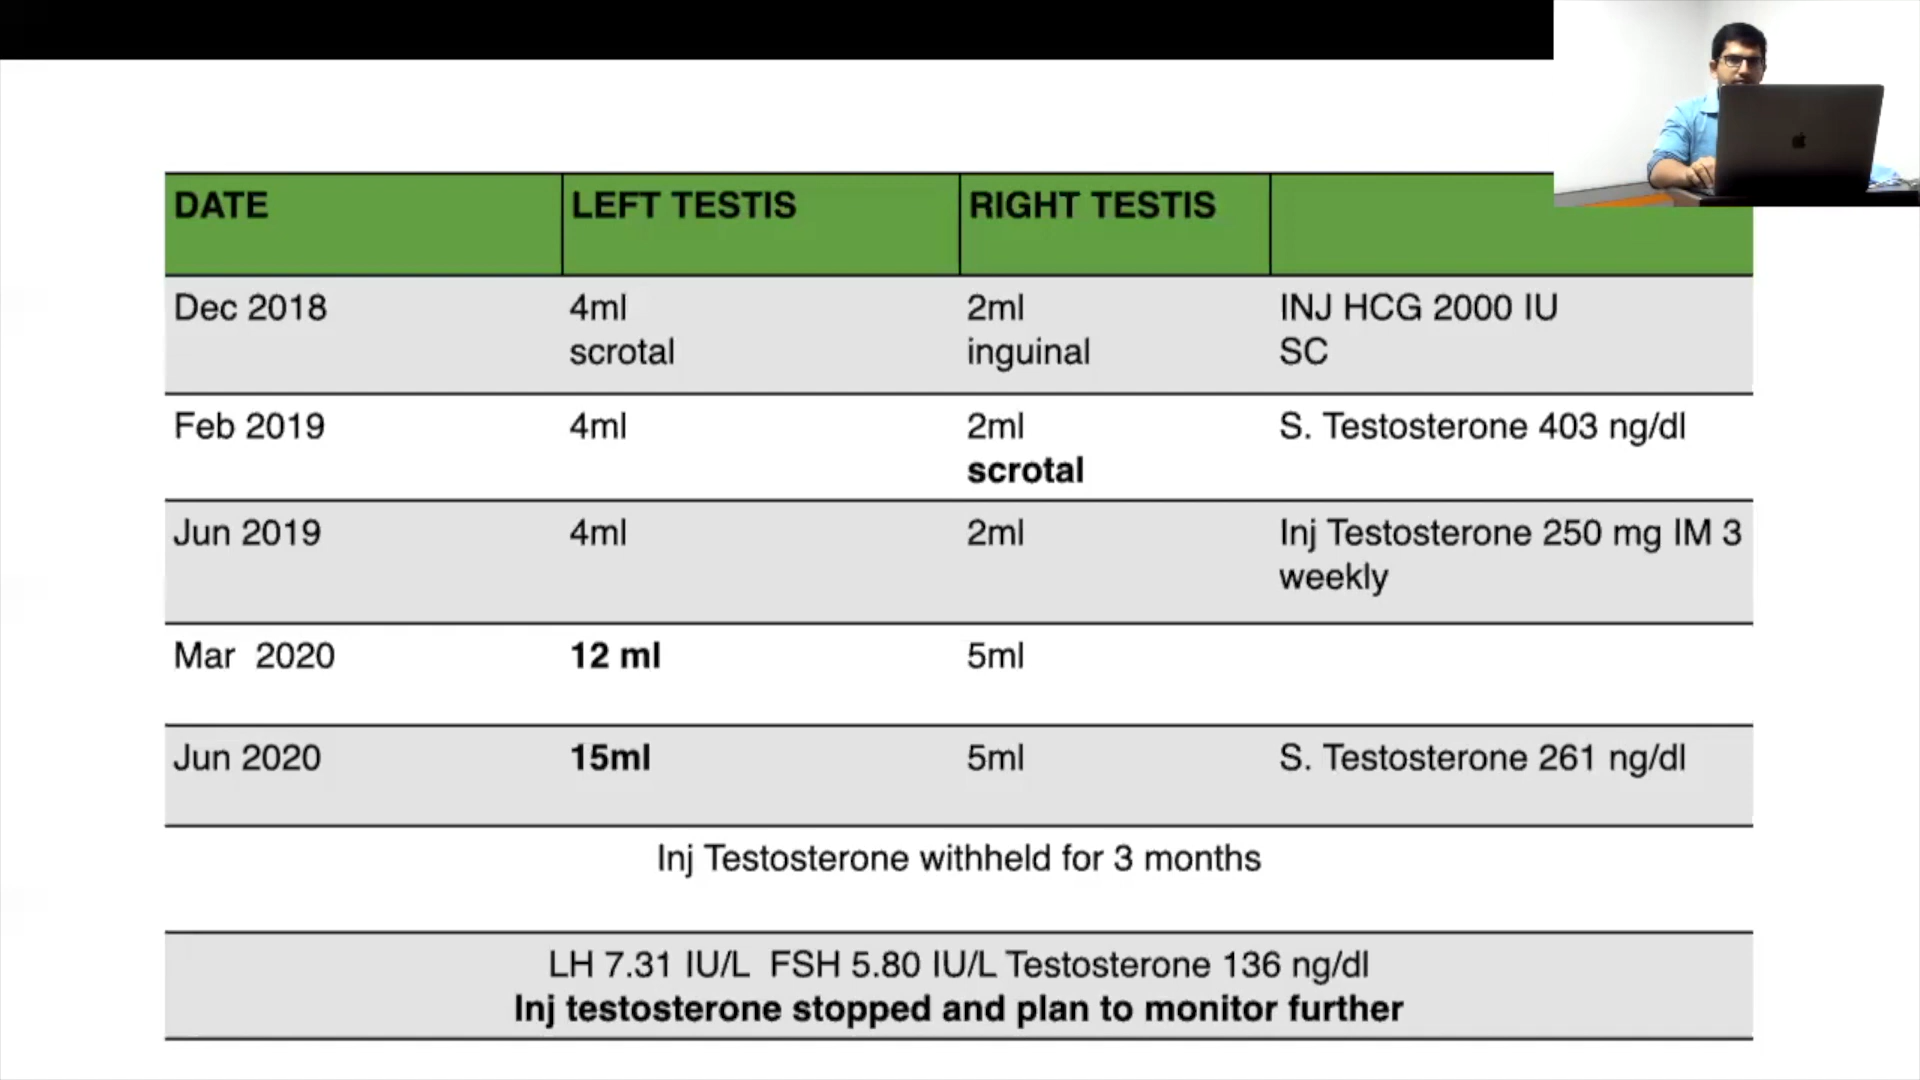 DATE LEFT TESTIS RIGHT TESTIS
Dec 2018 4ml 2ml INJ HCG 2000 IU
scrotal inguinal SC
Feb 2019 4ml 2ml S. Testosterone 403 ng/dl
scrotal
Jun 2019 4ml 2ml Inj Testosterone 250 mg IM 3
weekly
Mar 2020 12 ml 5ml
Jun 2020 15ml 5ml S. Testosterone 261 ng/dl
Inj Testosterone withheld for 3 months
LH 7.31 IU/L FSH 5.80 IU/L Testosterone 136 ng/dl
Inj testosterone stopped and plan to monitor further